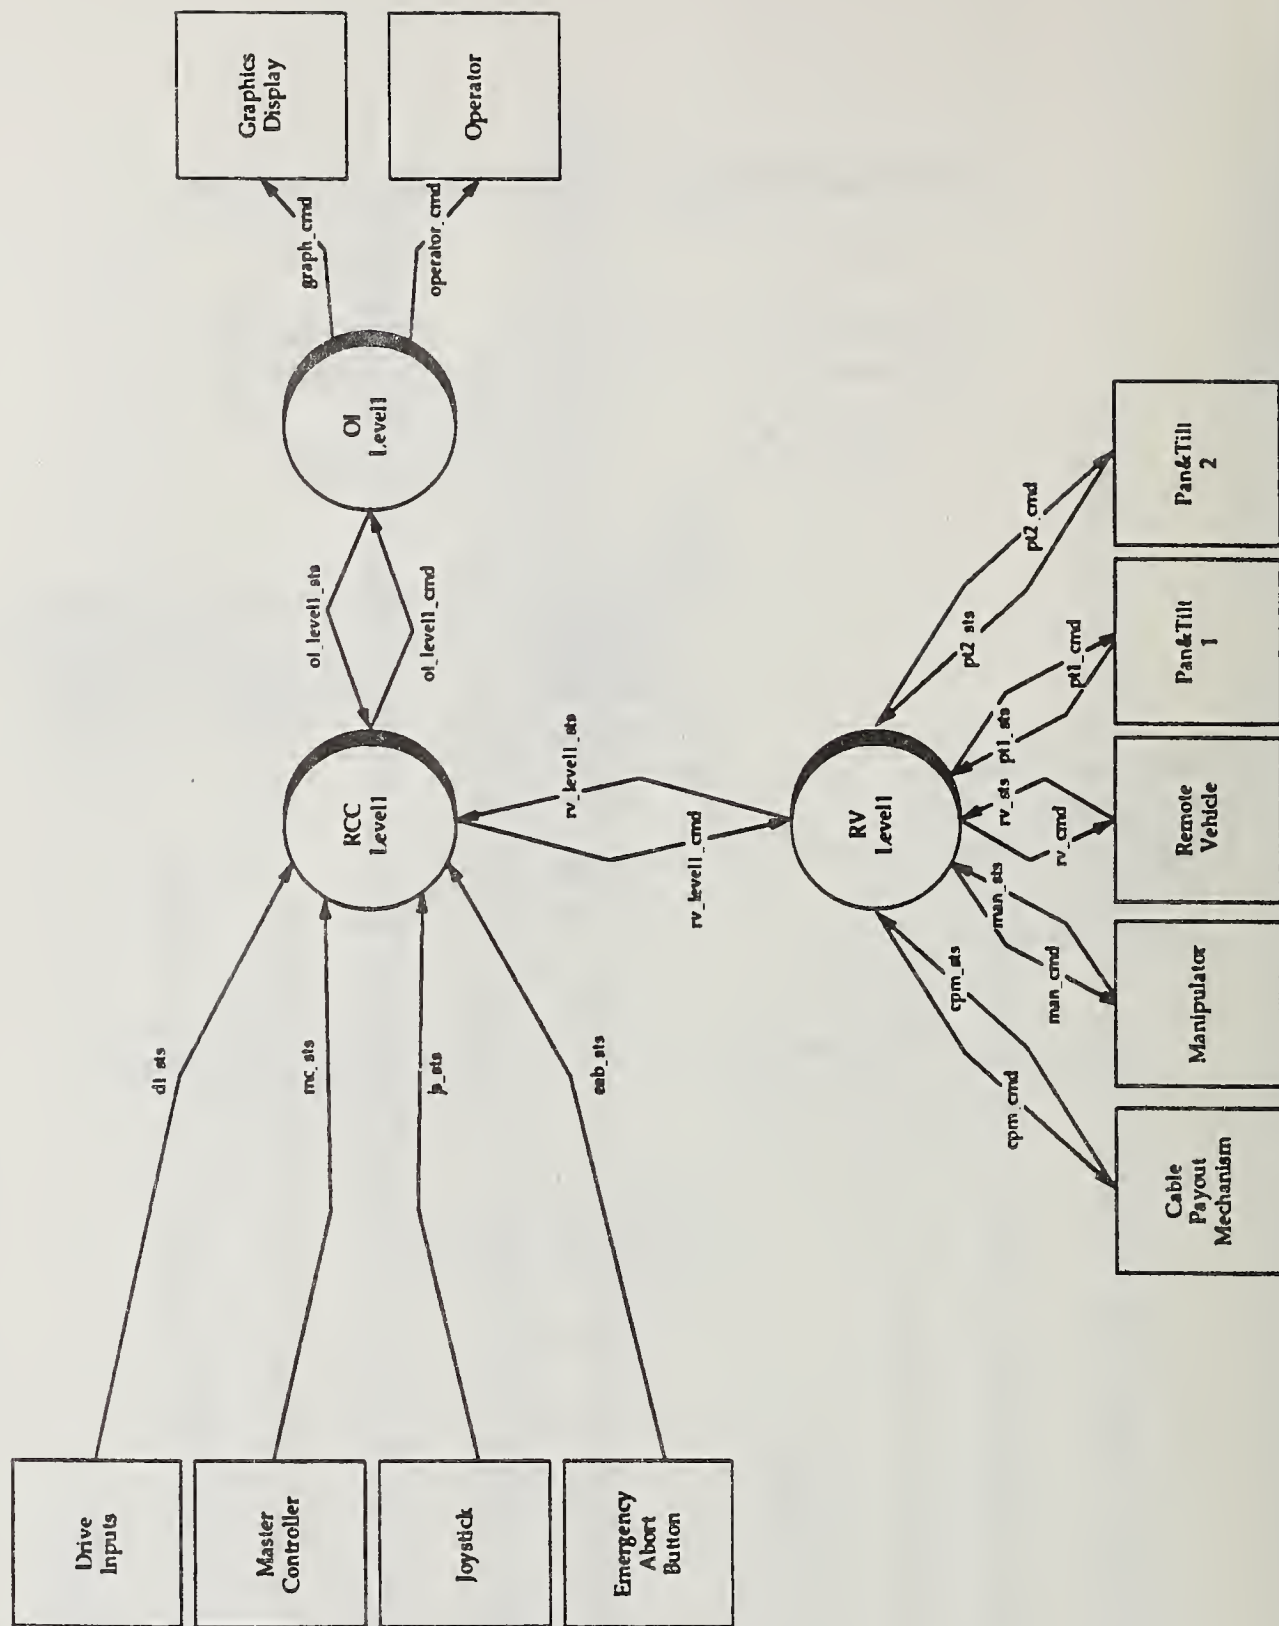 Drive
Inputs
Master
Controller
Joystick
Emergency
Abort
Button
di_sts
mc_sts
js_sts
eab_sts
RCC
Level1
oi_level1_sts
oi_level1_cmd
OI
Level1
graph_cmd
operator_cmd
Graphics
Display
Operator
rv_level1_sts
rv_level1_cmd
RV
Level1
cpm_sts
cpm_cmd
man_sts
man_cmd
rv_sts
rv_cmd
pt1_sts
pt1_cmd
pt2_sts
pt2_cmd
Cable
Payout
Mechanism
Manipulator
Remote
Vehicle
Pan&Tilt
1
Pan&Tilt
2